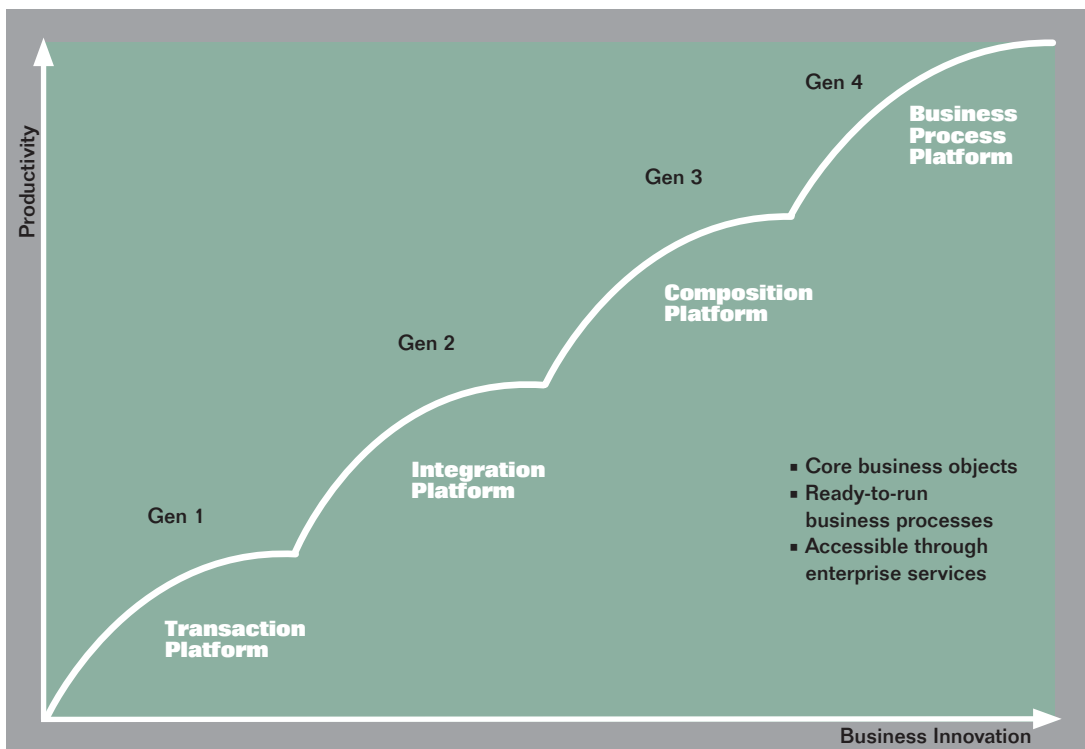 Productivity
Gen 4
Business
Process
Platform
Gen 3
Composition
Platform
Gen 2
Integration
Platform
Gen 1
Transaction
Platform
▪ Core business objects
▪ Ready-to-run
business processes
▪ Accessible through
enterprise services
Business Innovation